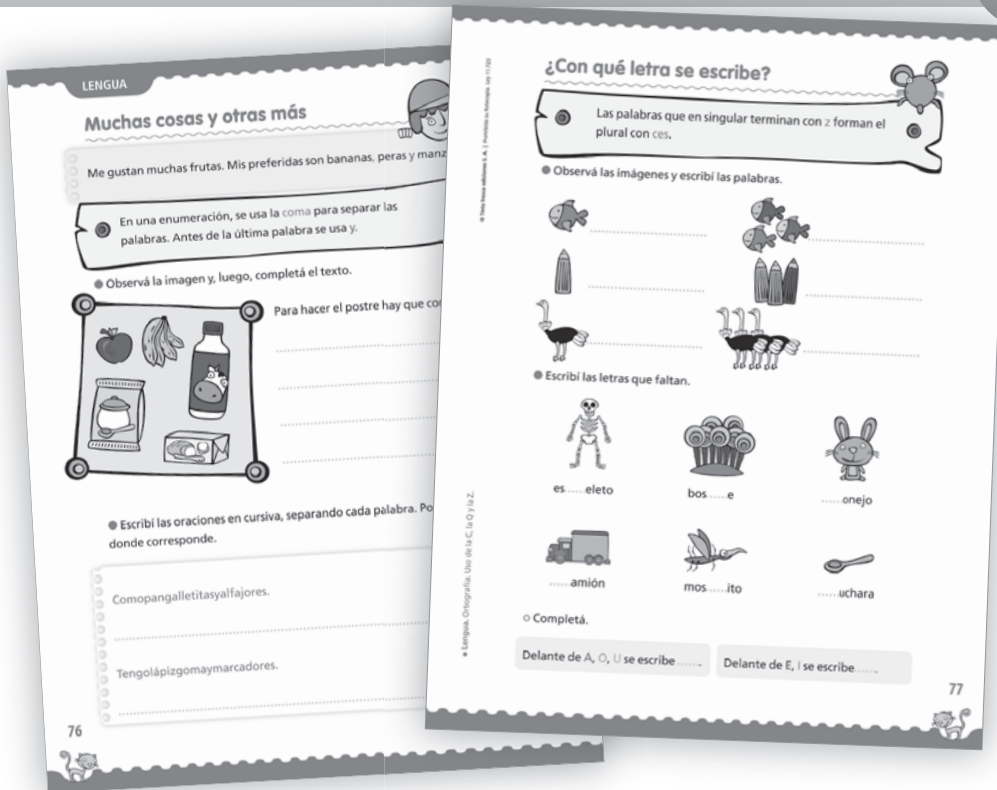 LENGUA
Muchas cosas y otras más
Me gustan muchas frutas. Mis preferidas son bananas, peras y manz
En una enumeración, se usa la coma para separar las
palabras. Antes de la última palabra se usa y.
Observá la imagen y, luego, completá el texto.
Para hacer el postre hay que co
Escribí las oraciones en cursiva, separando cada palabra. Po
donde corresponde.
Comopangalletitasyalfajores.
Tengolápizgomaymarcadores.
76
¿Con qué letra se escribe?
Las palabras que en singular terminan con z forman el
plural con ces.
Observá las imágenes y escribí las palabras.
Escribí las letras que faltan.
es......eleto
bos......e
......onejo
......amión
mos......ito
......uchara
Completá.
Delante de A, O, U se escribe ...... .
Delante de E, I se escribe...... .
• Lengua. Ortografía. Uso de la C, la Q y la Z.
77